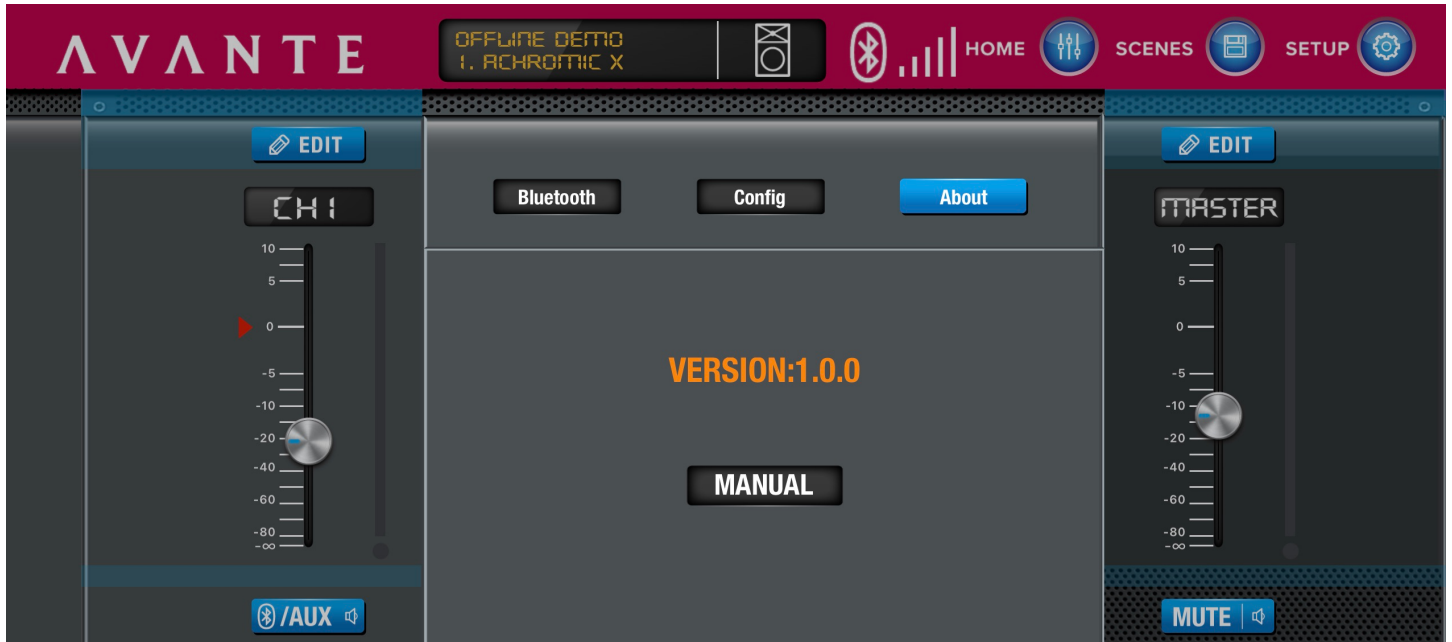 AVANTE
OFFLINE DEMO
1. ACHROMIC X
HOME
SCENES
SETUP
EDIT
CH1
10
5
0
-5
-10
-20
-40
-60
-80
-∞
/AUX
Bluetooth
Config
About
VERSION:1.0.0
MANUAL
EDIT
MASTER
10
5
0
-5
-10
-20
-40
-60
-80
-∞
MUTE